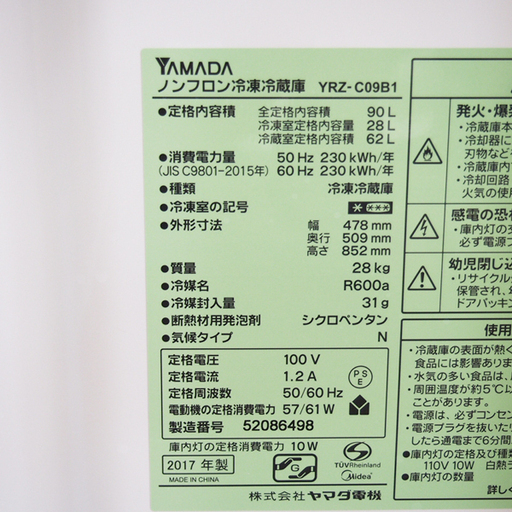 YAMADA
ノンフロン冷凍冷蔵庫 YRZ-C09B1
●定格内容積 全定格内容積 90 L
冷凍室定格内容量 28 L
冷蔵室定格内容積 62 L
●消費電力量 50 Hz 230 kWh/年
(JIS C9801-2015年) 60 Hz 230 kWh/年
●種類 冷凍冷蔵庫
●冷凍室の記号
●外形寸法 幅 478 mm
奥行 509 mm
高さ 852 mm
●質量 28 kg
●冷媒名 R600a
●冷媒封入量 31 g
●断熱材用発泡剤 シクロペンタン
●気候タイプ N
定格電圧 100 V
定格電流 1.2 A
定格周波数 50/60 Hz
電動機の定格消費電力 57/61 W
製造番号 52086498
PS
E
庫内灯の定格消費電力 10W
2017 年製
MADE IN CHINA
G
TÜVRheinland
Midea
株式会社 ヤマダ電機
発火・爆発
・冷蔵庫本
・冷却器に
刃物など
・冷蔵庫内
・冷却回路
火気の使用
感電の恐れ
・庫内灯の交
必ず電源プ
幼児閉じ込
・リサイクル
保管され、幼
ドアパッキン
使用
・冷蔵庫の表面が熱く
食品には影響ありま
・水気の多い食品は、
・周囲温度が約5℃以
ことがあります。
・電源は、必ずコンセン
・電源プラグを抜いたり
したら通電まで6分間
●庫内灯の定格及び種類
110V 10W 白熱
●庫内灯の数量
詳しく